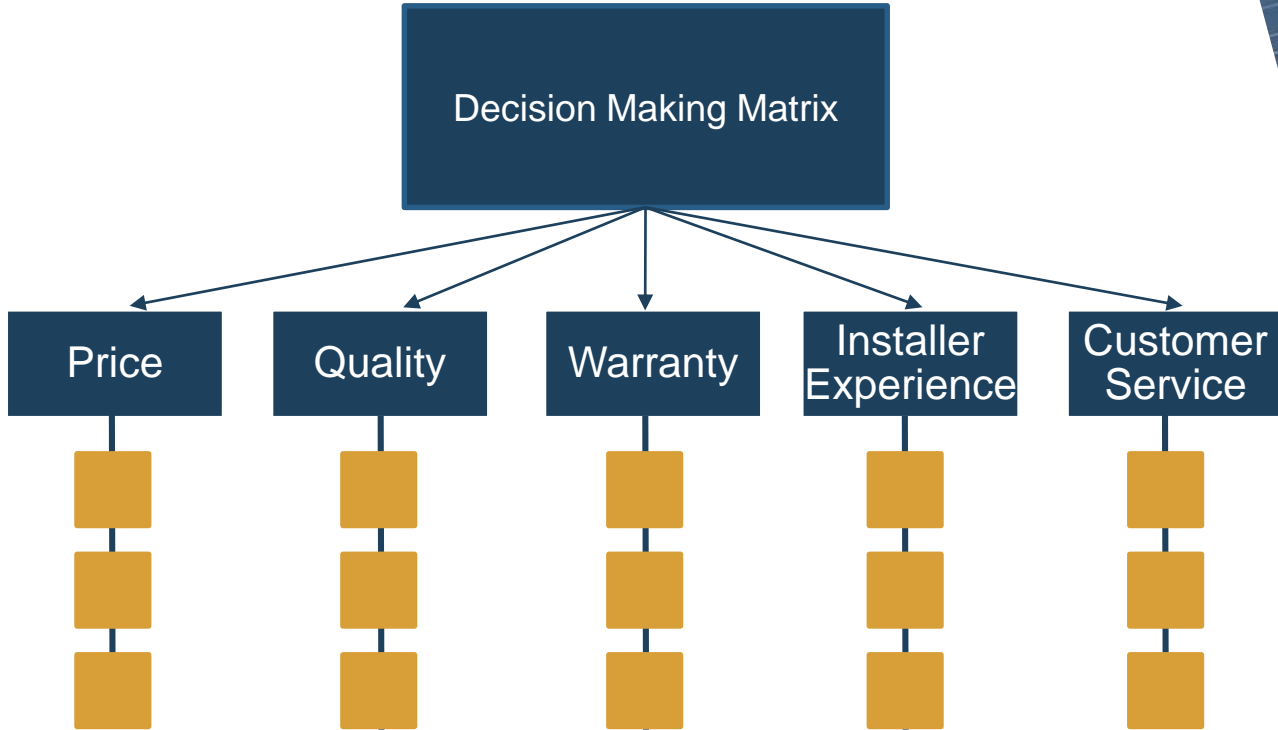 Decision Making Matrix
Price
Quality
Warranty
Installer
Experience
Customer
Service